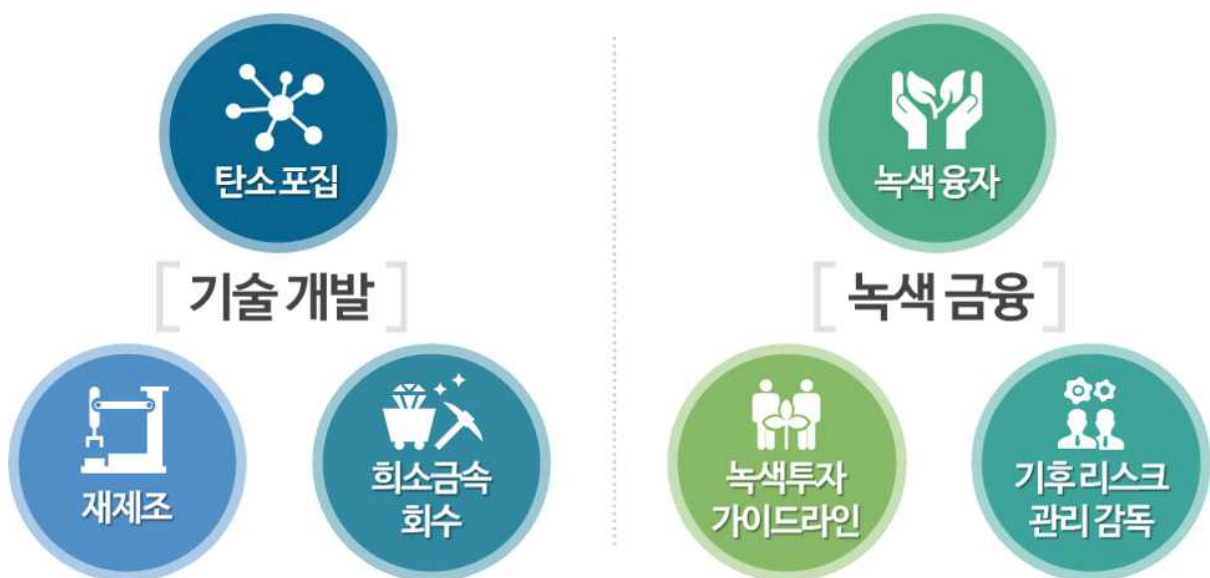 탄소 포집
[ 기술 개발 ]
재제조
희소금속
회수
녹색 융자
[ 녹색 금융 ]
녹색투자
가이드라인
기후 리스크
관리 감독